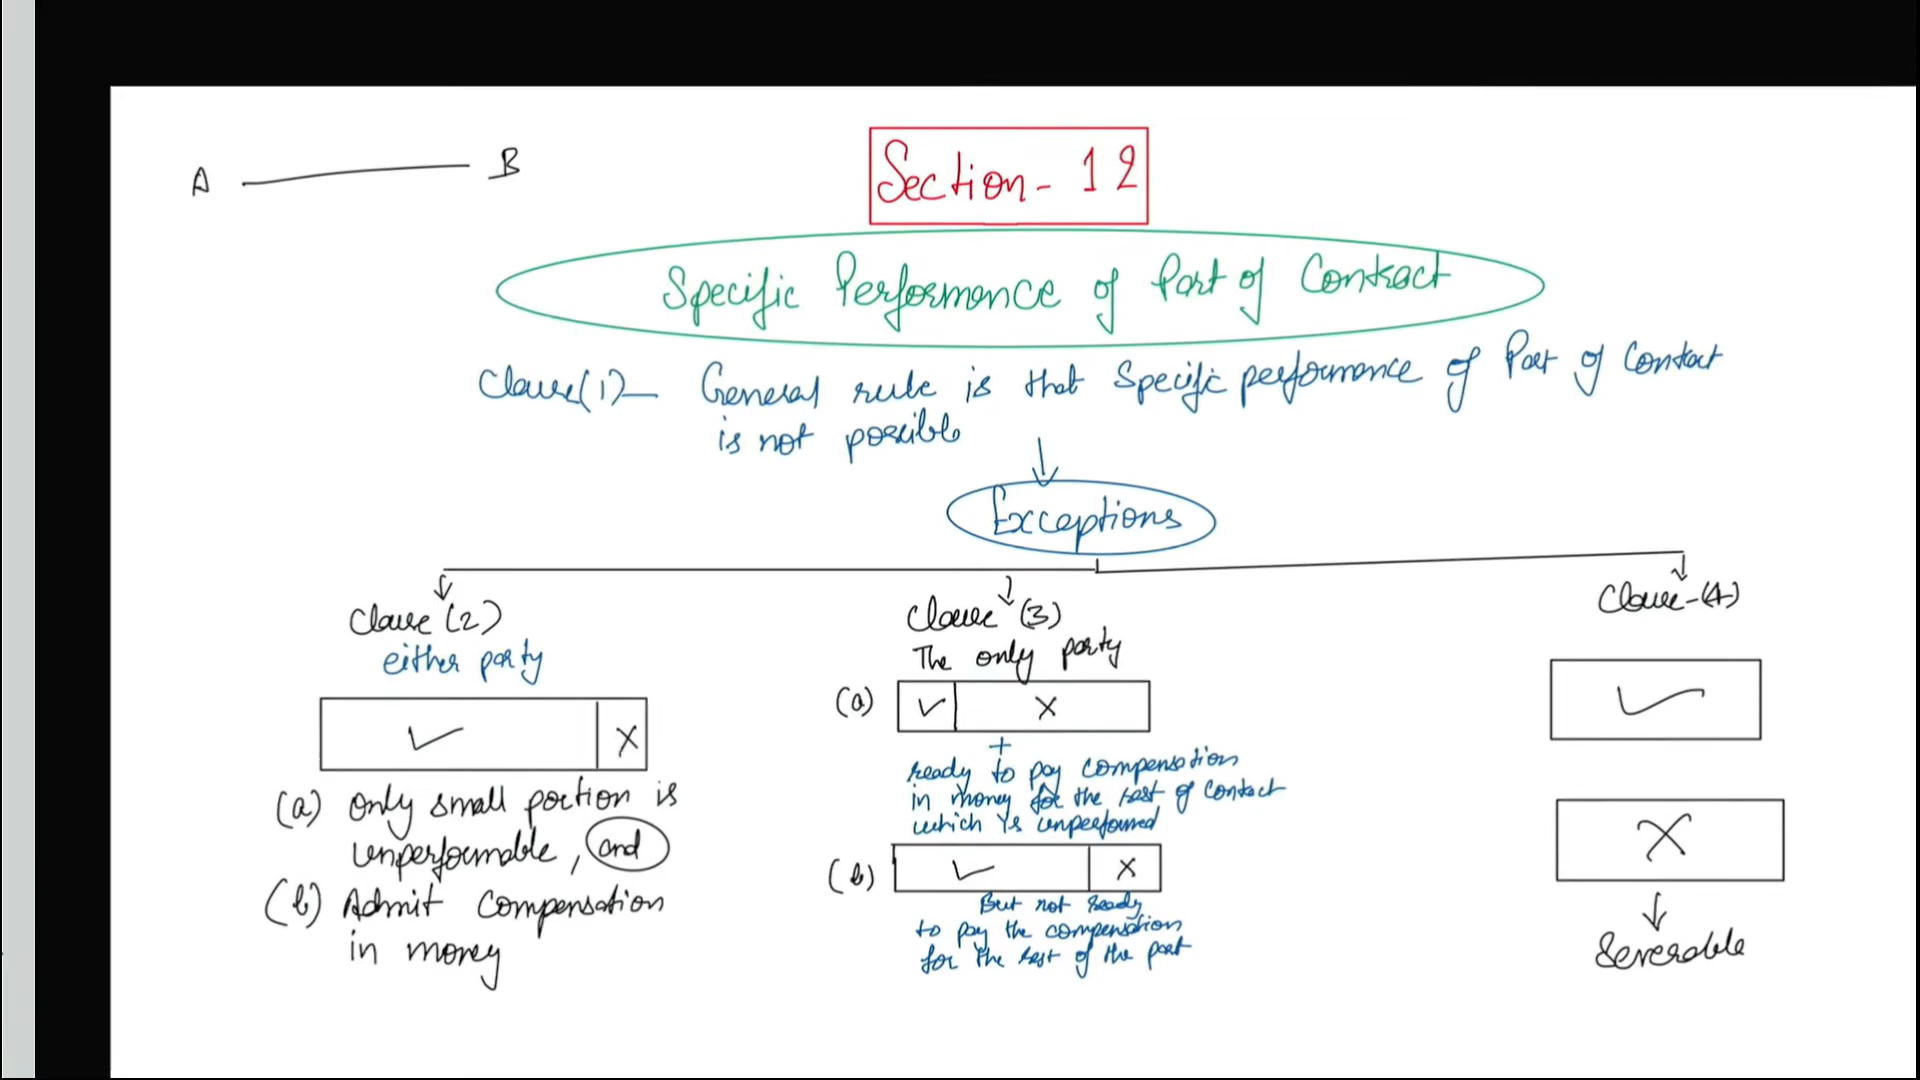 A B
Section - 12
Specific Performance of Part of Contract
Clause(1)- General rule is that Specific performance of Part of Contact
is not possible
Exceptions
Clause (2)
either party
✓ X
(a) only small portion is
unperformable, and
(b) Admit compensation
in money
Clause (3)
The only party
(a) ✓ X
+
ready to pay compensation
in money for the rest of contact
which is unperformed
(b) ✓ X
But not ready
to pay the compensation
for the rest of the part
Clause-(4)
✓
X
Severable